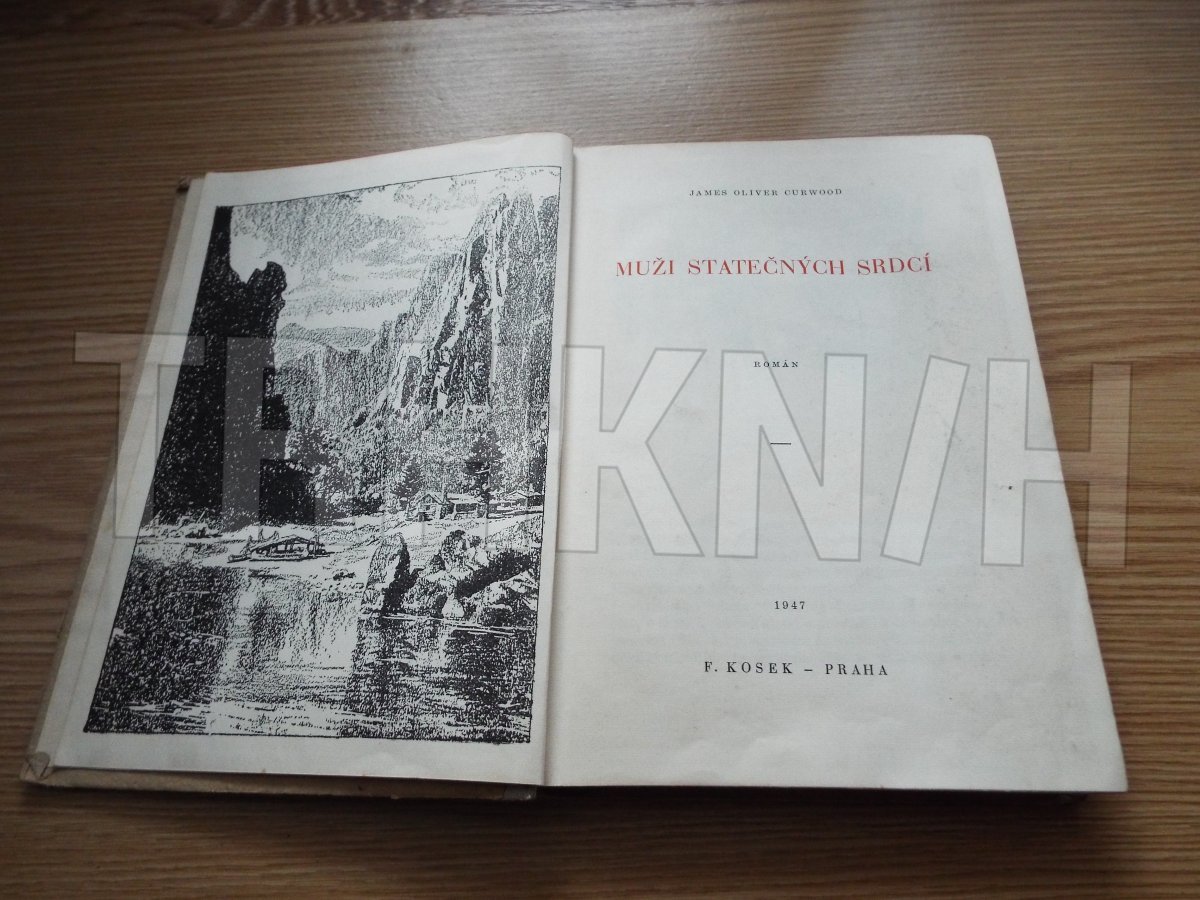 JAMES OLIVER CURWOOD
MUŽI STATEČNÝCH SRDCÍ
ROMÁN
1947
F. KOSEK – PRAHA